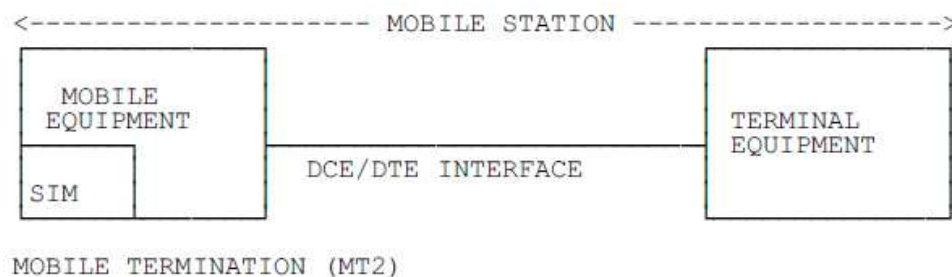 <-------------------- MOBILE STATION ------------------>
MOBILE
EQUIPMENT
SIM
DCE/DTE INTERFACE
TERMINAL
EQUIPMENT
MOBILE TERMINATION (MT2)